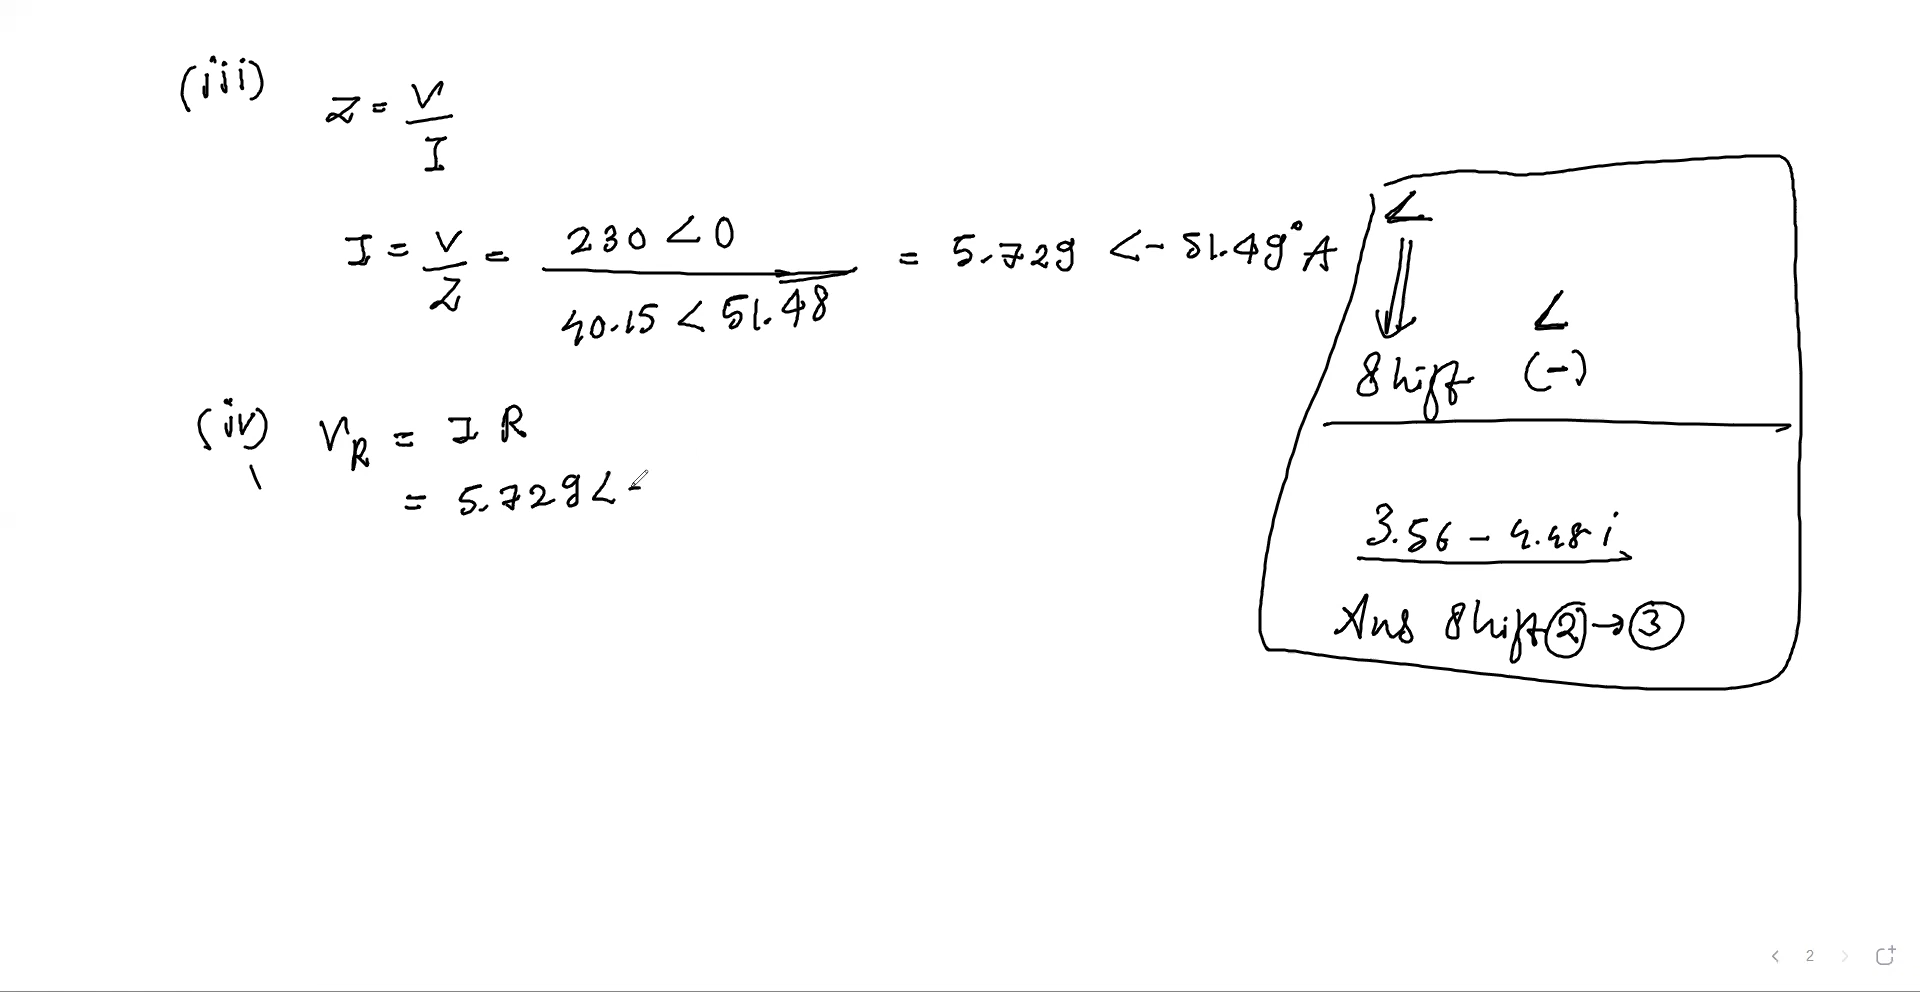 (iii) Z = V / I
I = V / Z = 230 ∠ 0 / 40.15 ∠ 51.48 = 5.729 ∠ - 51.49° A
(iv) V_R = I R
= 5.729 ∠ -
∠
⇓
Shift ∠ (-)
3.56 - 4.48 i
Ans Shift ② → ③
2